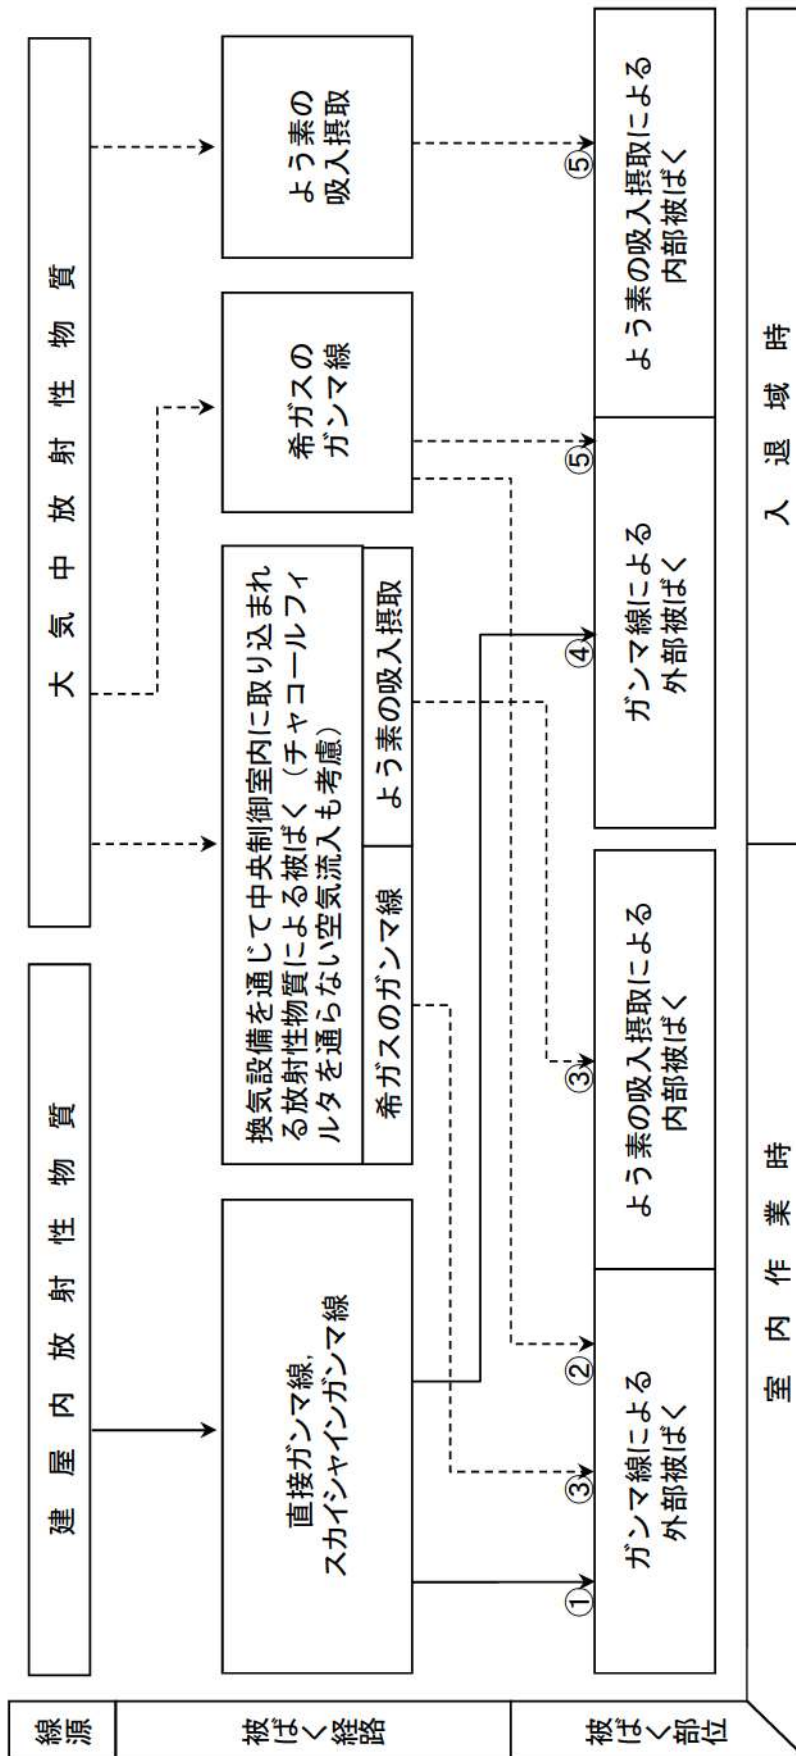 線源
建屋内放射性物質
大気中放射性物質
被ばく経路
直接ガンマ線，
スカイシャインガンマ線
換気設備を通じて中央制御室内に取り込まれ
る放射性物質による被ばく（チャコールフィ
ルタを通らない空気流入も考慮）
希ガスのガンマ線
よう素の吸入摂取
希ガスの
ガンマ線
よう素の
吸入摂取
①
③
②
③
④
⑤
⑤
被ばく部位
ガンマ線による
外部被ばく
よう素の吸入摂取による
内部被ばく
ガンマ線による
外部被ばく
よう素の吸入摂取による
内部被ばく
室内作業時
入退域時